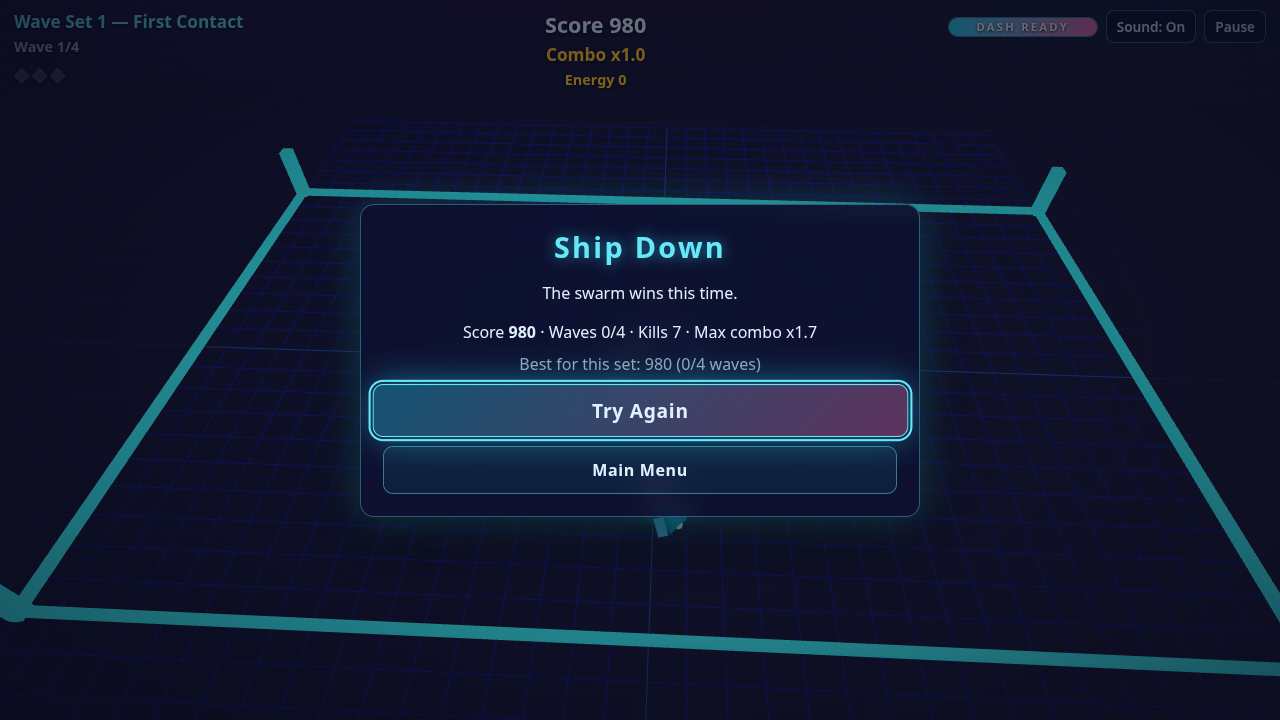 Wave Set 1 — First Contact
Wave 1/4
Score 980
Combo x1.0
Energy 0
DASH READY
Sound: On
Pause
Ship Down
The swarm wins this time.
Score 980 · Waves 0/4 · Kills 7 · Max combo x1.7
Best for this set: 980 (0/4 waves)
Try Again
Main Menu